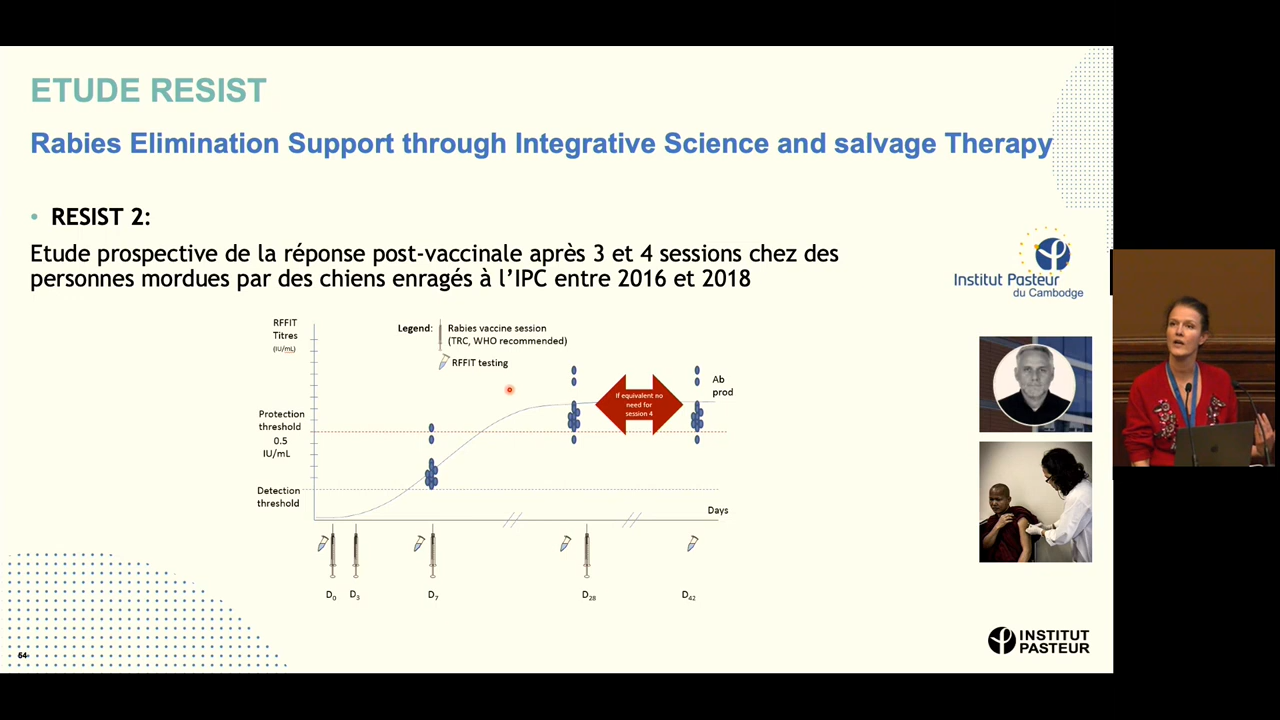 ETUDE RESIST
Rabies Elimination Support through Integrative Science and salvage Therapy
• RESIST 2:
Etude prospective de la réponse post-vaccinale après 3 et 4 sessions chez des
personnes mordues par des chiens enragés à l’IPC entre 2016 et 2018
Institut Pasteur
du Cambodge
RFFIT
Titres
(IU/mL)
Legend:
Rabies vaccine session
(TRC, WHO recommended)
RFFIT testing
Ab
prod
If equivalent no
need for
session 4
Protection
threshold
0.5
IU/mL
Detection
threshold
Days
D0
D3
D7
D28
D42
INSTITUT
PASTEUR
54